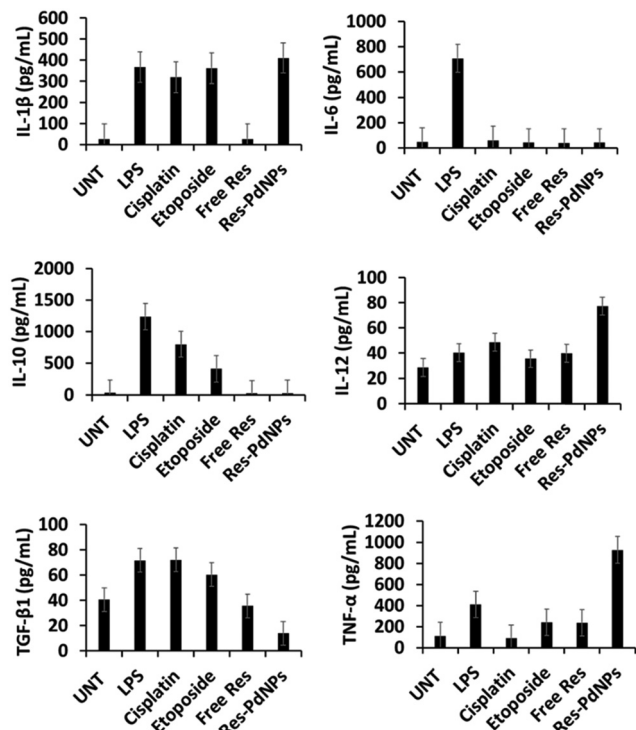 IL-1β (pg/mL)
600
500
400
300
200
100
0
UNT
LPS
Cisplatin
Etoposide
Free Res
Res-PdNPs
IL-6 (pg/mL)
1000
800
600
400
200
0
UNT
LPS
Cisplatin
Etoposide
Free Res
Res-PdNPs
IL-10 (pg/mL)
2000
1500
1000
500
0
UNT
LPS
Cisplatin
Etoposide
Free Res
Res-PdNPs
IL-12 (pg/mL)
100
80
60
40
20
0
UNT
LPS
Cisplatin
Etoposide
Free Res
Res-PdNPs
TGF-β1 (pg/mL)
100
80
60
40
20
0
UNT
LPS
Cisplatin
Etoposide
Free Res
Res-PdNPs
TNF-α (pg/mL)
1200
1000
800
600
400
200
0
UNT
LPS
Cisplatin
Etoposide
Free Res
Res-PdNPs